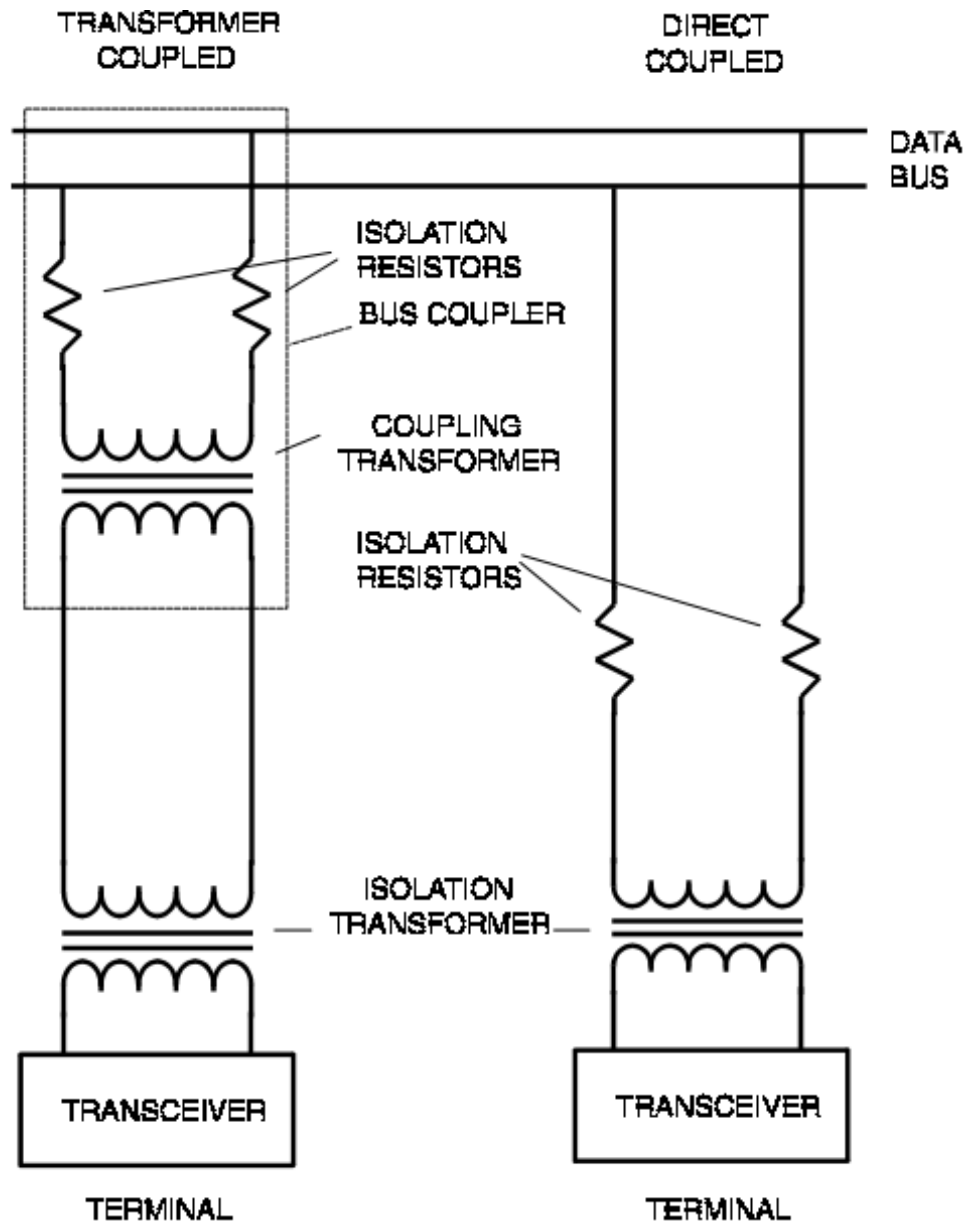 TRANSFORMER
COUPLED
DIRECT
COUPLED
DATA
BUS
ISOLATION
RESISTORS
BUS COUPLER
COUPLING
TRANSFORMER
ISOLATION
RESISTORS
ISOLATION
TRANSFORMER
TRANSCEIVER
TRANSCEIVER
TERMINAL
TERMINAL